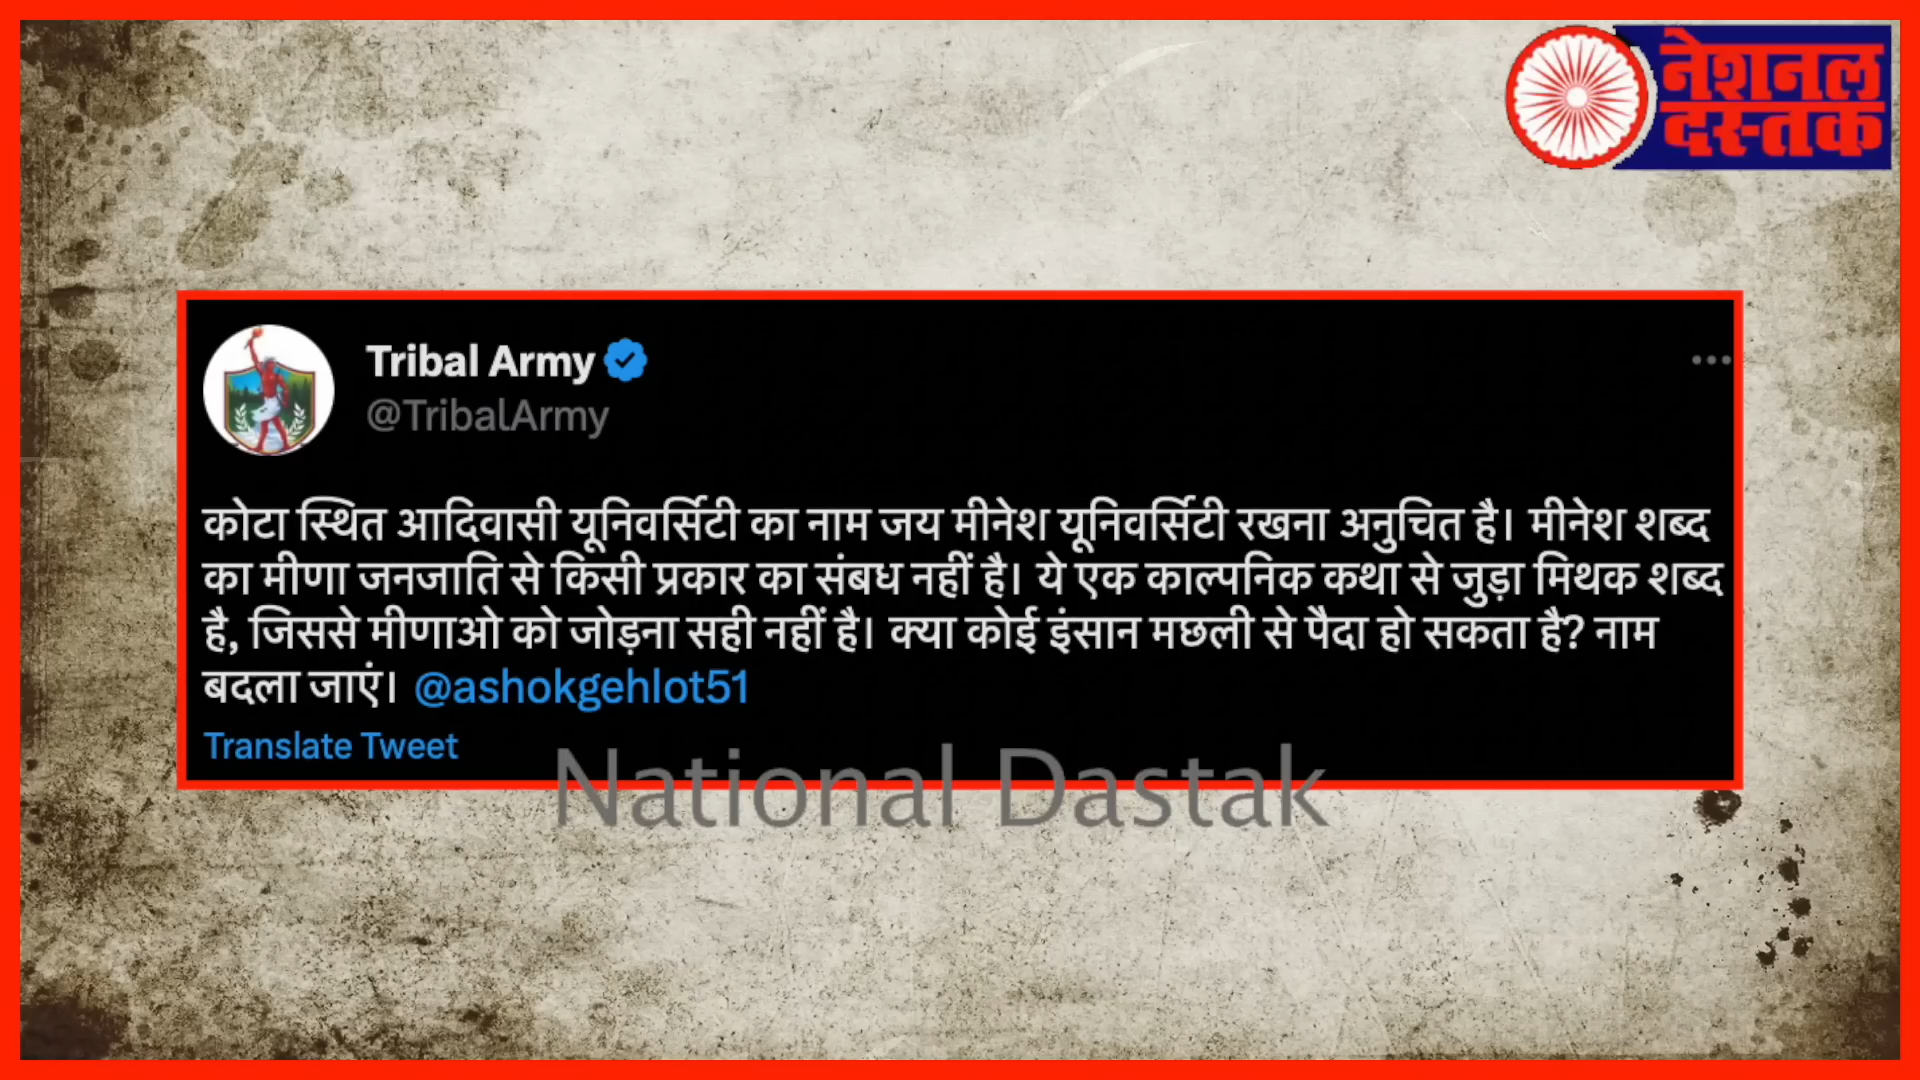 नेशनल
दस्तक
Tribal Army
@TribalArmy
कोटा स्थित आदिवासी यूनिवर्सिटी का नाम जय मीनेश यूनिवर्सिटी रखना अनुचित है। मीनेश शब्द
का मीणा जनजाति से किसी प्रकार का संबध नहीं है। ये एक काल्पनिक कथा से जुड़ा मिथक शब्द
है, जिससे मीणाओ को जोड़ना सही नहीं है। क्या कोई इंसान मछली से पैदा हो सकता है? नाम
बदला जाएं। @ashokgehlot51
Translate Tweet
National Dastak